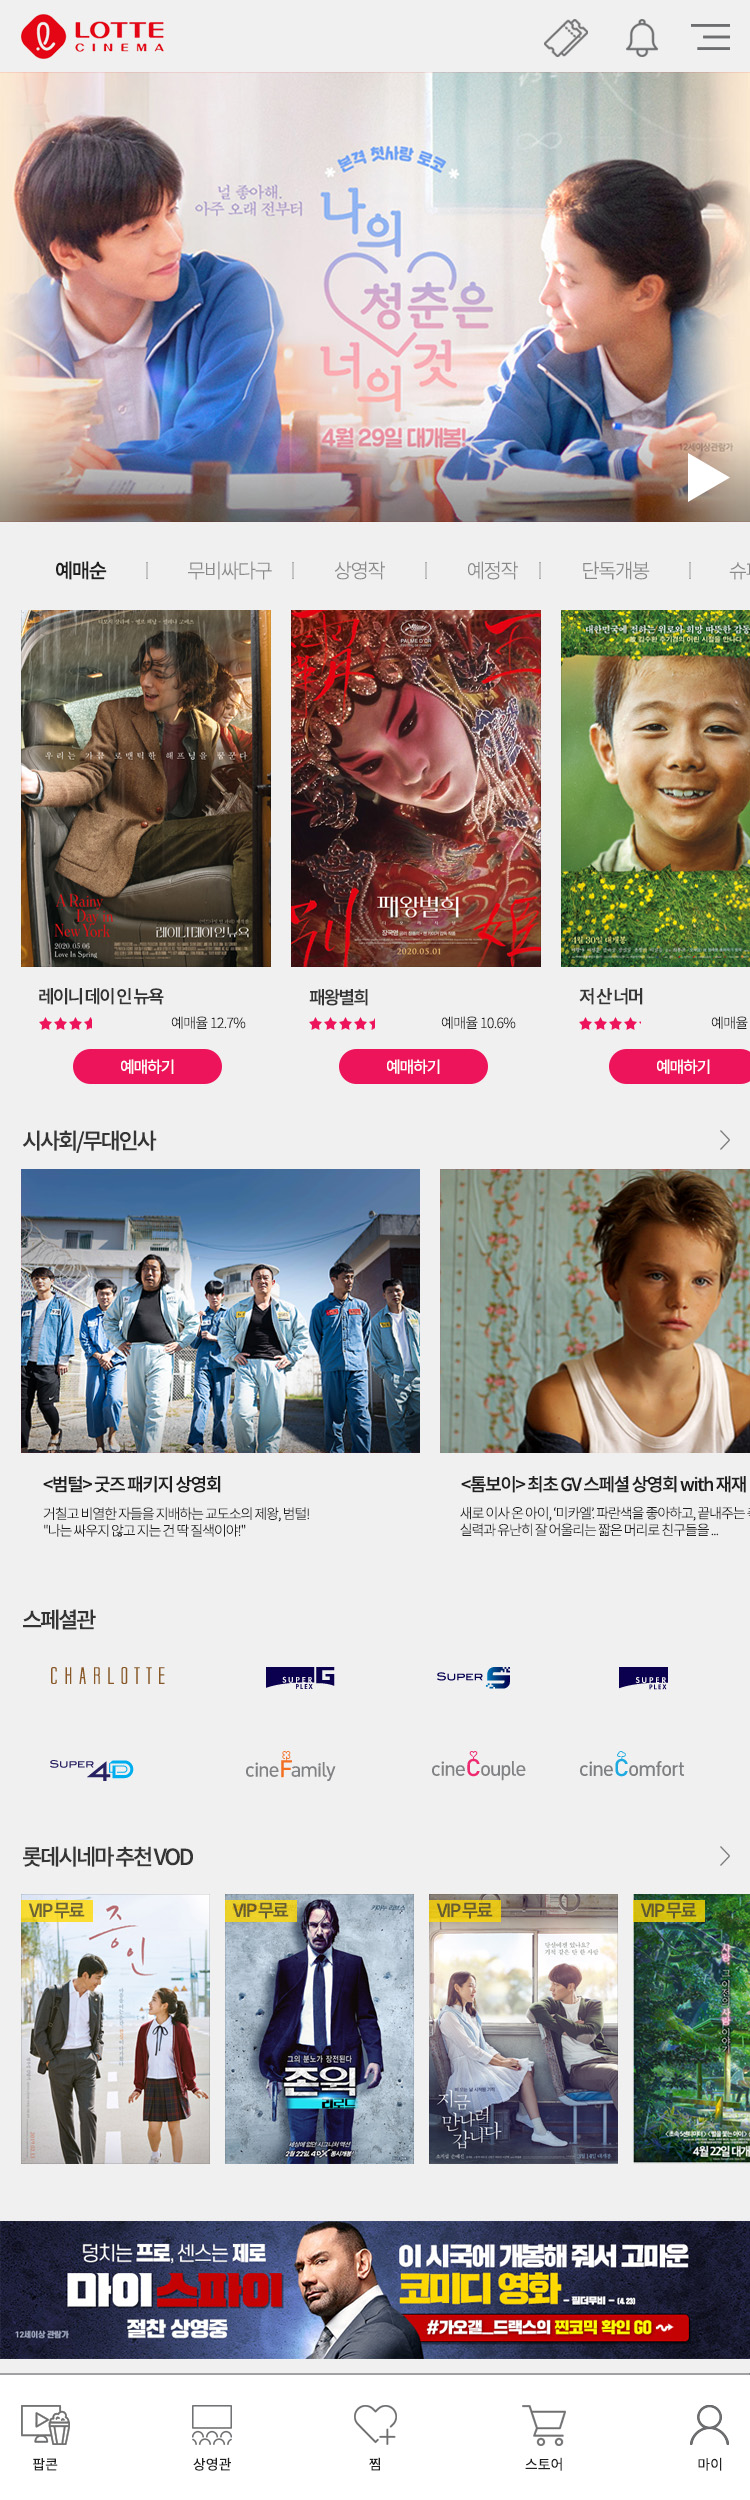 LOTTE
CINEMA
본격 첫사랑 로코
널 좋아해.
아주 오래 전부터
나의
청춘은
너의 것
4월 29일 대개봉!
12세이상관람가
예매순
무비싸다구
상영작
예정작
단독개봉
우리는 가끔 로맨틱한 해프닝을 꿈꾼다
A Rainy
Day in
New York
레이니 데이 인 뉴욕
2020.05.06
Love In Spring
PALME D'OR
패왕별희
2020.05.01
대한민국에 전하는 위로와 희망 따뜻한 감동
4월 30일 대개봉
레이니 데이 인 뉴욕
예매율 12.7%
예매하기
패왕별희
예매율 10.6%
예매하기
저 산 너머
예매율
예매하기
시사회/무대인사
<범털> 굿즈 패키지 상영회
거칠고 비열한 자들을 지배하는 교도소의 제왕, 범털!
"나는 싸우지 않고 지는 건 딱 질색이야!"
<톰보이> 최초 GV 스페셜 상영회 with 재재
새로 이사 온 아이, '미카엘' 파란색을 좋아하고, 끝내주는
실력과 유난히 잘 어울리는 짧은 머리로 친구들을 ...
스페셜관
CHARLOTTE
SUPER PLEX G
SUPER S
SUPER PLEX
SUPER 4D
cineFamily
cineCouple
cineComfort
롯데시네마 추천 VOD
VIP 무료
증인
VIP 무료
그의 분노가 장전된다
존 윅
리로드
VIP 무료
지금
만나러
갑니다
VIP 무료
4월 22일 대개
덩치는 프로, 센스는 제로
마이 스파이
절찬 상영중
12세이상 관람가
이 시국에 개봉해 줘서 고마운
코미디 영화
- 필더무비 - (4.23)
#가오갤_드랙스의 찐코믹 확인 GO
팝콘
상영관
찜
스토어
마이